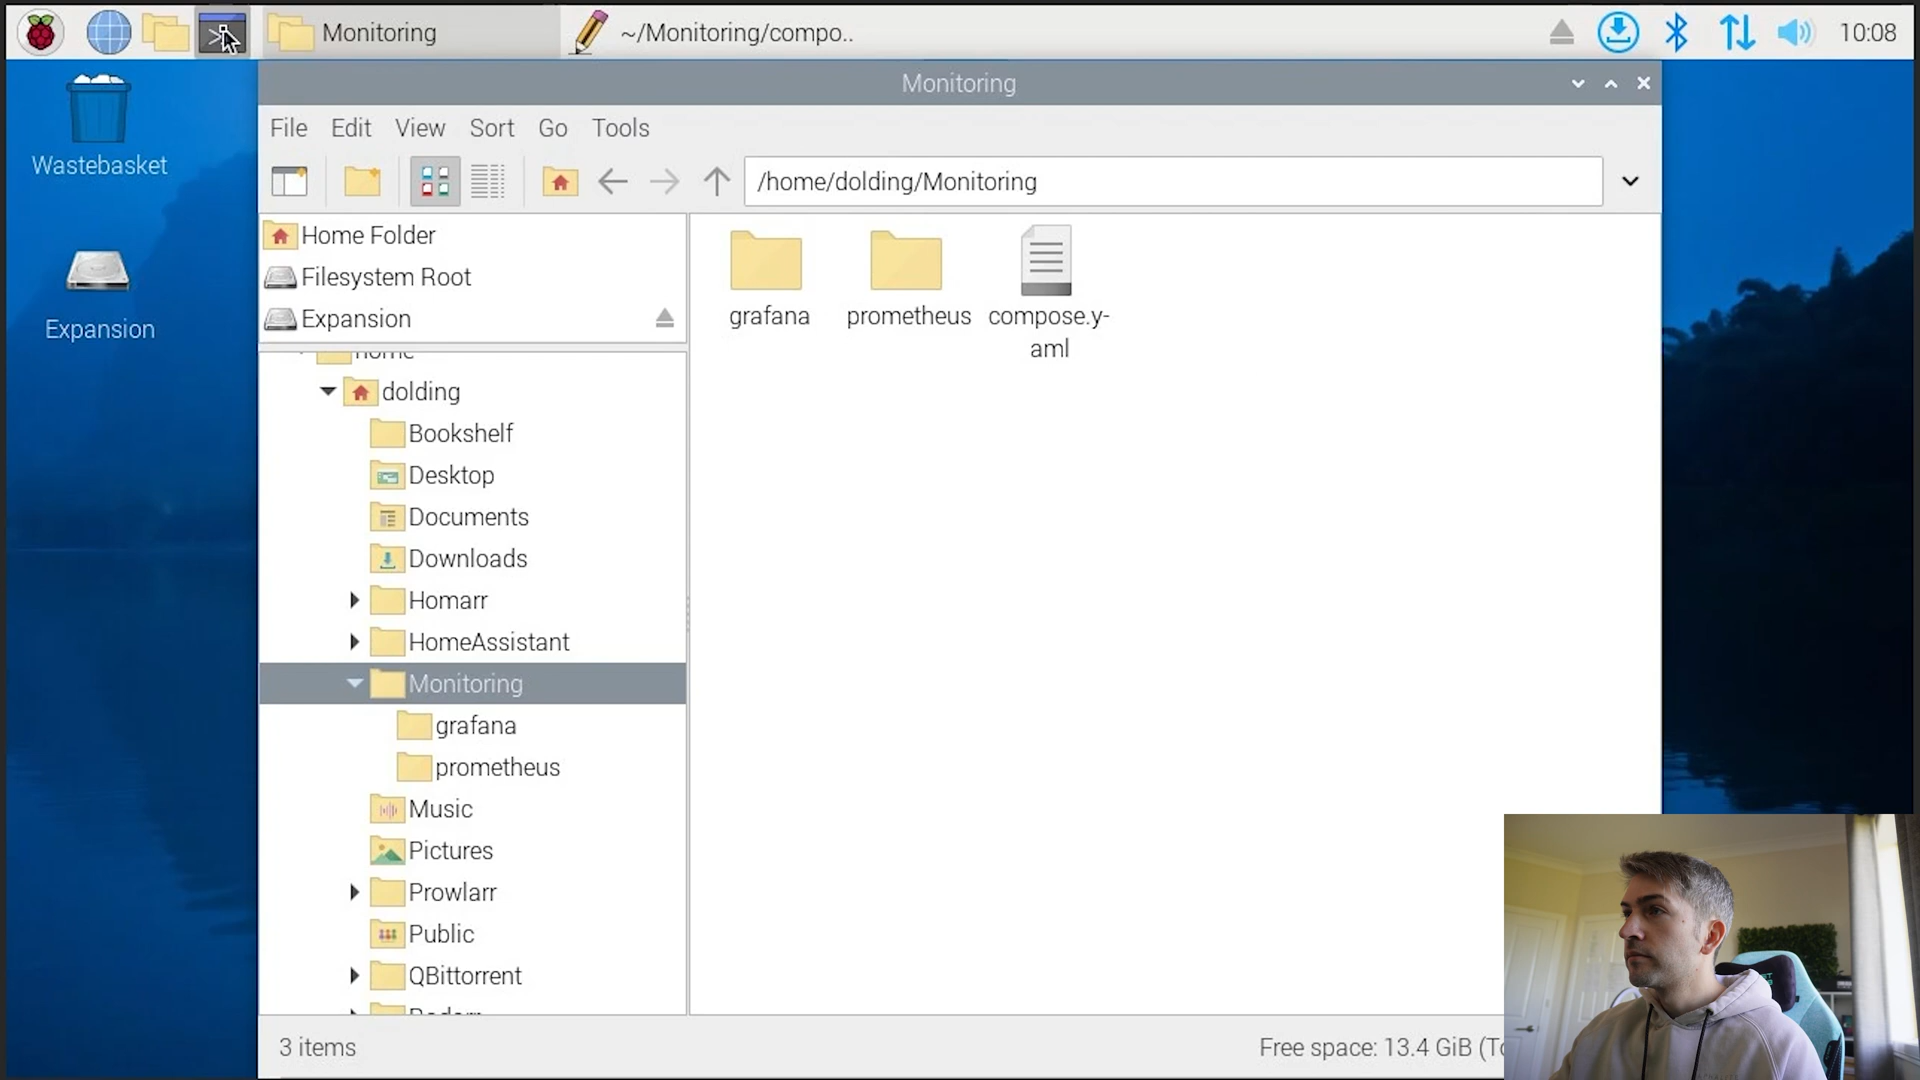 Monitoring
~/Monitoring/compo..
10:08
Wastebasket
Expansion
Monitoring
File Edit View Sort Go Tools
/home/dolding/Monitoring
Home Folder
Filesystem Root
Expansion
home
dolding
Bookshelf
Desktop
Documents
Downloads
Homarr
HomeAssistant
Monitoring
grafana
prometheus
Music
Pictures
Prowlarr
Public
QBittorrent
grafana
prometheus
compose.y-
aml
3 items
Free space: 13.4 GiB (To